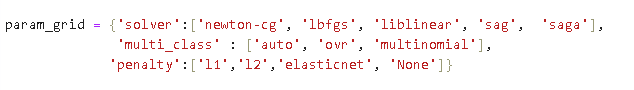 param_grid = {'solver':['newton-cg', 'lbfgs', 'liblinear', 'sag', 'saga'],
'multi_class' : ['auto', 'ovr', 'multinomial'],
'penalty':['l1','l2','elasticnet', 'None']}